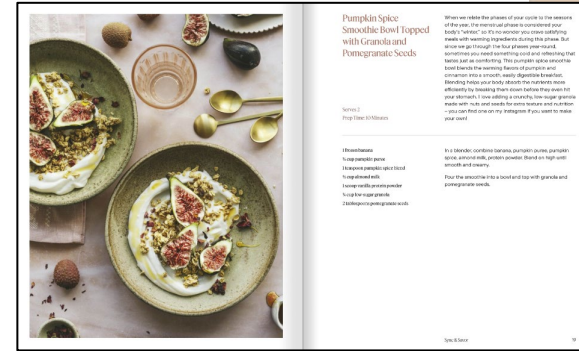 Pumpkin Spice
Smoothie Bowl Topped
with Granola and
Pomegranate Seeds
Serves 2
Prep Time: 10 Minutes
When we relate the phases of your cycle to the seasons
of the year, the menstrual phase is considered your
body's "winter," so it's no wonder you crave satisfying
meals with warming ingredients during this phase. But
since we go through the four phases year-round,
sometimes you need something cold and refreshing that
tastes just as comforting. This pumpkin spice smoothie
bowl blends the warming flavors of pumpkin and
cinnamon into a smooth, easily digestible breakfast.
Blending helps your body absorb the nutrients more
efficiently by breaking them down before they even hit
your stomach. I love adding a crunchy, low-sugar granola
made with nuts and seeds for extra texture and nutrition
– you can find one on my Instagram if you want to make
your own!
1 frozen banana
cup pumpkin puree
1 teaspoon pumpkin spice blend
cup almond milk
1 scoop vanilla protein powder
cup low-sugar granola
2 tablespoons pomegranate seeds
In a blender, combine banana, pumpkin puree, pumpkin
spice, almond milk, protein powder. Blend on high until
smooth and creamy.
Pour the smoothie into a bowl and top with granola and
pomegranate seeds.
Sync & Savor